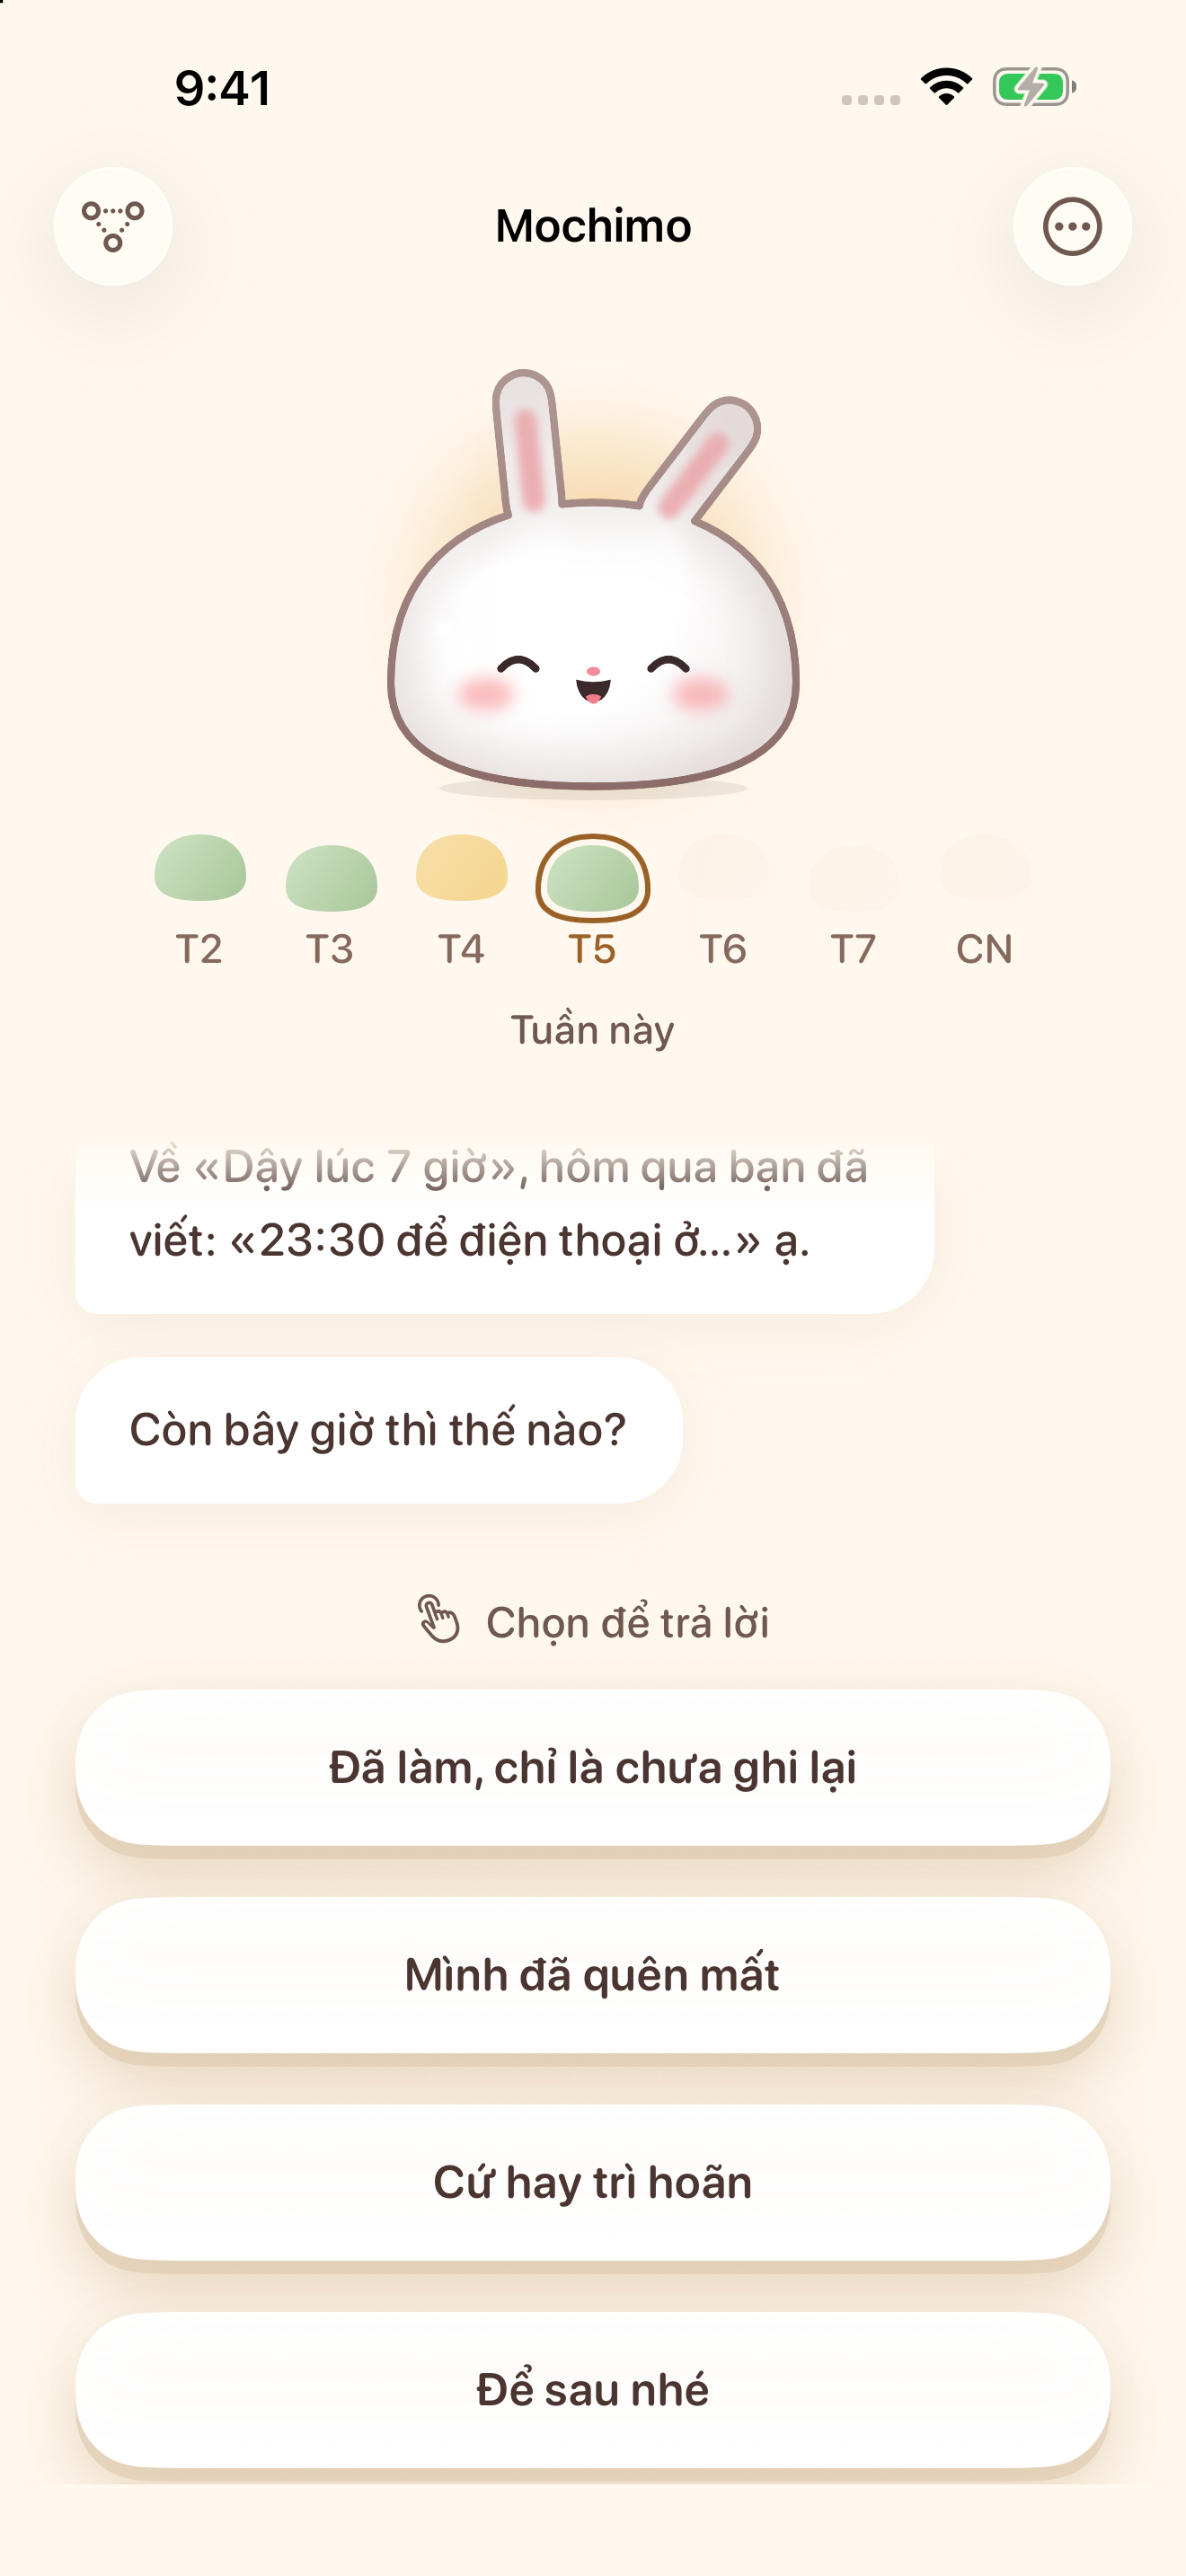 9:41
Mochimo
T2 T3 T4 T5 T6 T7 CN
Tuần này
Về «Dậy lúc 7 giờ», hôm qua bạn đã
viết: «23:30 để điện thoại ở...» ạ.
Còn bây giờ thì thế nào?
Chọn để trả lời
Đã làm, chỉ là chưa ghi lại
Mình đã quên mất
Cứ hay trì hoãn
Để sau nhé